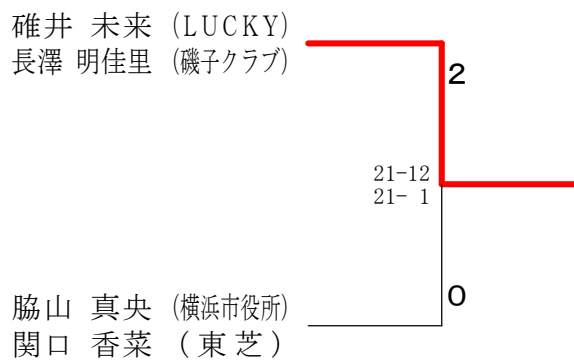 碓井 未来 (LUCKY)
長澤 明佳里 (磯子クラブ)
2
21-12
21- 1
0
脇山 真央 (横浜市役所)
関口 香菜 (東芝)